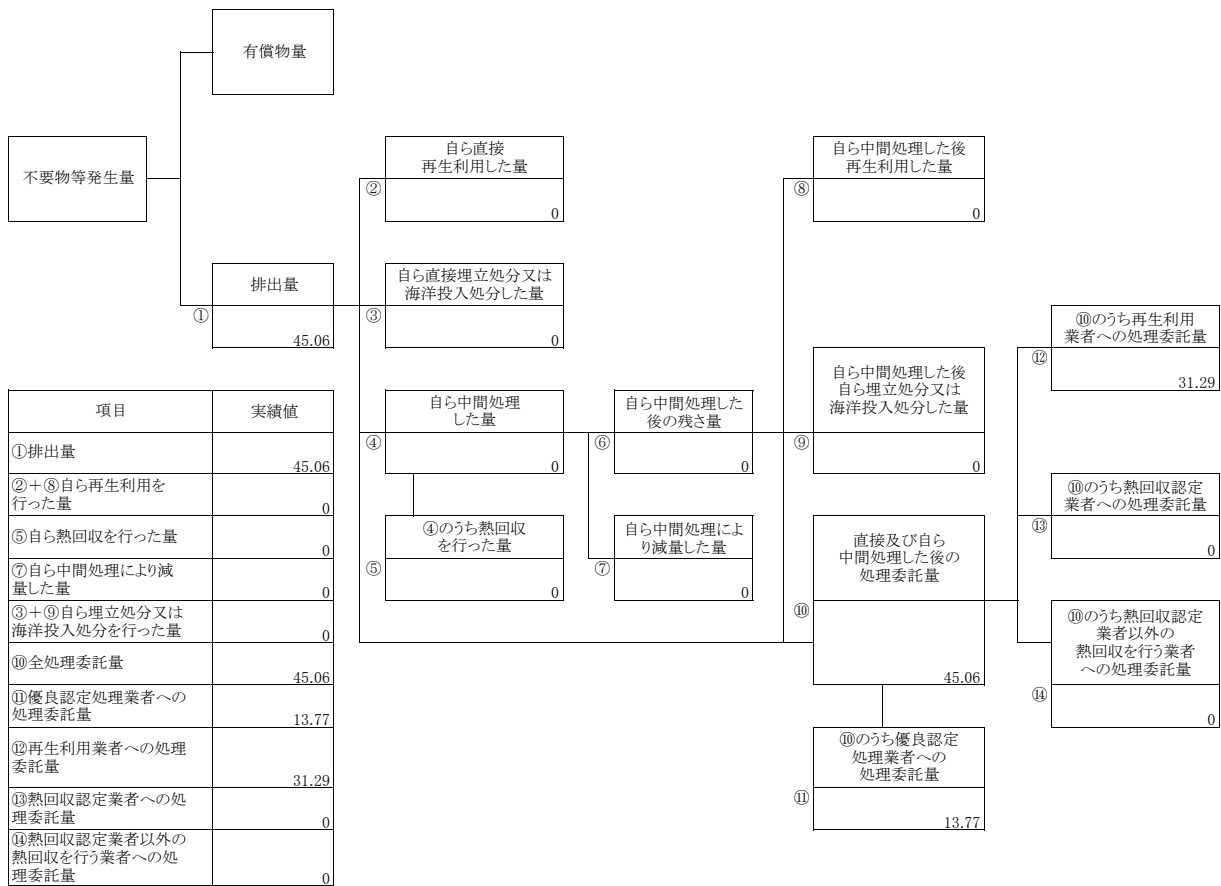 有償物量
不要物等発生量
排出量
①
45.06
自ら直接
再生利用した量
②
0
自ら直接埋立処分又は
海洋投入処分した量
③
0
自ら中間処理
した量
④
0
④のうち熱回収
を行った量
⑤
0
自ら中間処理した
後の残さ量
⑥
0
自ら中間処理によ
り減量した量
⑦
0
自ら中間処理した後
再生利用した量
⑧
0
自ら中間処理した後
自ら埋立処分又は
海洋投入処分した量
⑨
0
直接及び自ら
中間処理した後の
処理委託量
⑩
45.06
⑩のうち優良認定
処理業者への
処理委託量
⑪
13.77
⑩のうち再生利用
業者への処理委託量
⑫
31.29
⑩のうち熱回収認定
業者への処理委託量
⑬
0
⑩のうち熱回収認定
業者以外の
熱回収を行う業者
への処理委託量
⑭
0
項目 実績値
①排出量
45.06
②+⑧自ら再生利用を
行った量
0
⑤自ら熱回収を行った量
0
⑦自ら中間処理により減
量した量
0
③+⑨自ら埋立処分又は
海洋投入処分を行った量
0
⑩全処理委託量
45.06
⑪優良認定処理業者への
処理委託量
13.77
⑫再生利用業者への処理
委託量
31.29
⑬熱回収認定業者への処
理委託量
0
⑭熱回収認定業者以外の
熱回収を行う業者への処
理委託量
0